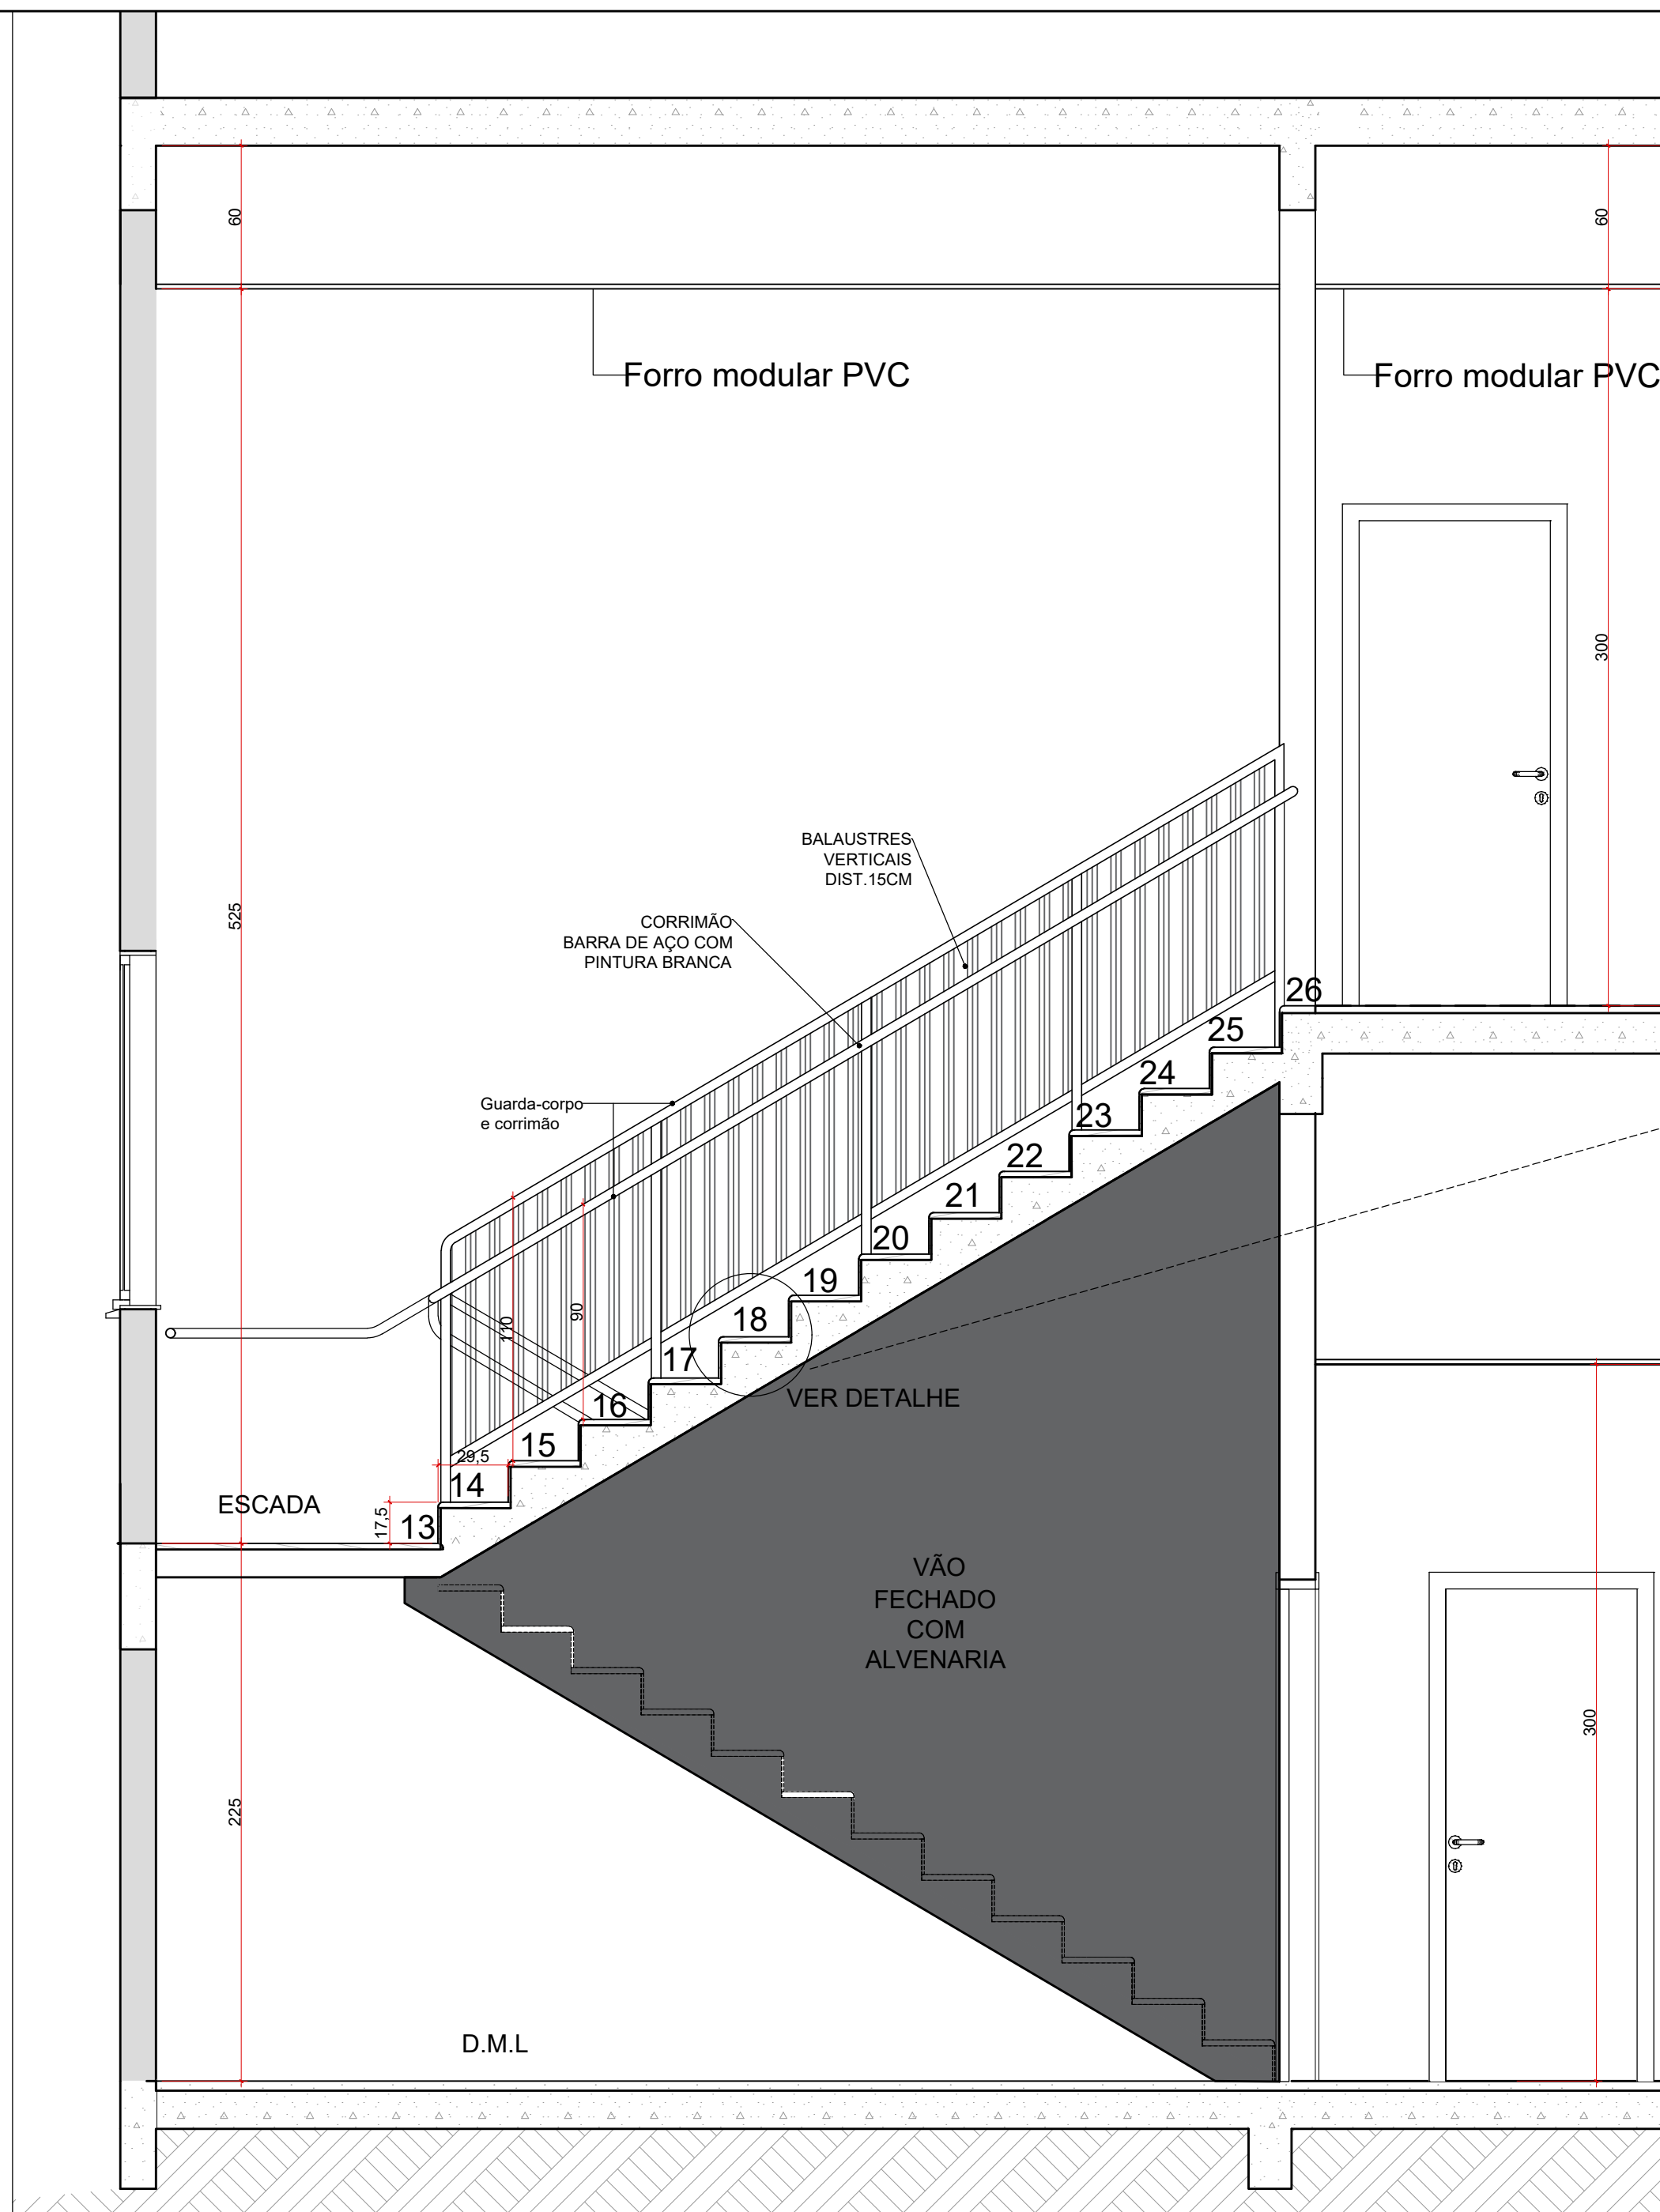 60
60
Forro modular PVC
Forro modular PVC
300
525
BALAUSTRES
VERTICAIS
DIST.15CM
CORRIMÃO
BARRA DE AÇO COM
PINTURA BRANCA
Guarda-corpo
e corrimão
26
25
24
23
22
21
20
19
18
17
16
15
14
13
110
90
29,5
17,5
VER DETALHE
ESCADA
VÃO
FECHADO
COM
ALVENARIA
300
225
D.M.L